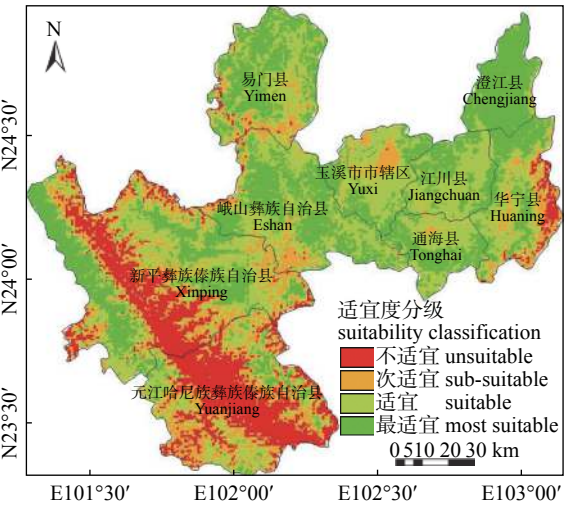 N
易门县
Yimen
澄江县
Chengjiang
N24°30′
玉溪市市辖区
Yuxi
江川县
Jiangchuan
华宁县
Huaning
峨山彝族自治县
Eshan
通海县
Tonghai
N24°00′
新平彝族傣族自治县
Xinping
适宜度分级
suitability classification
不适宜 unsuitable
次适宜 sub-suitable
适宜 suitable
最适宜 most suitable
元江哈尼族彝族傣族自治县
Yuanjiang
N23°30′
0 5 10 20 30 km
E101°30′ E102°00′ E102°30′ E103°00′